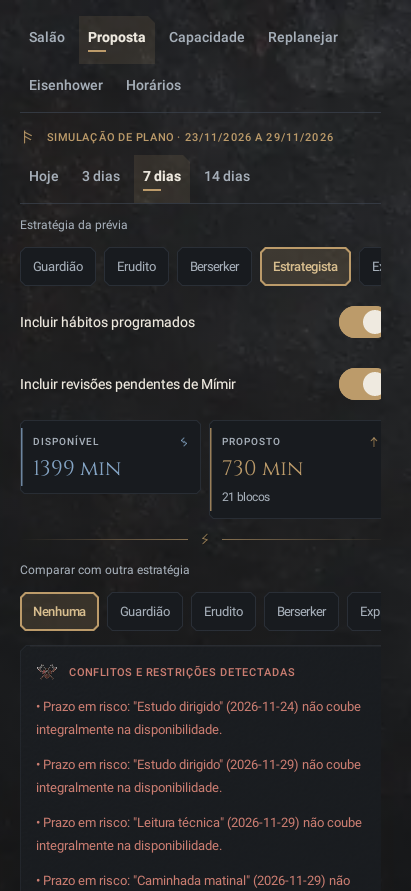 Salão Proposta Capacidade Replanejar
Eisenhower Horários
SIMULAÇÃO DE PLANO · 23/11/2026 A 29/11/2026
Hoje 3 dias 7 dias 14 dias
Estratégia da prévia
Guardião Erudito Berserker Estrategista Ex
Incluir hábitos programados
Incluir revisões pendentes de Mímir
DISPONÍVEL
1399 MIN
PROPOSTO
730 MIN
21 blocos
Comparar com outra estratégia
Nenhuma Guardião Erudito Berserker Exp
CONFLITOS E RESTRIÇÕES DETECTADAS
• Prazo em risco: "Estudo dirigido" (2026-11-24) não coube
integralmente na disponibilidade.
• Prazo em risco: "Estudo dirigido" (2026-11-29) não coube
integralmente na disponibilidade.
• Prazo em risco: "Leitura técnica" (2026-11-29) não coube
integralmente na disponibilidade.
• Prazo em risco: "Caminhada matinal" (2026-11-29) não